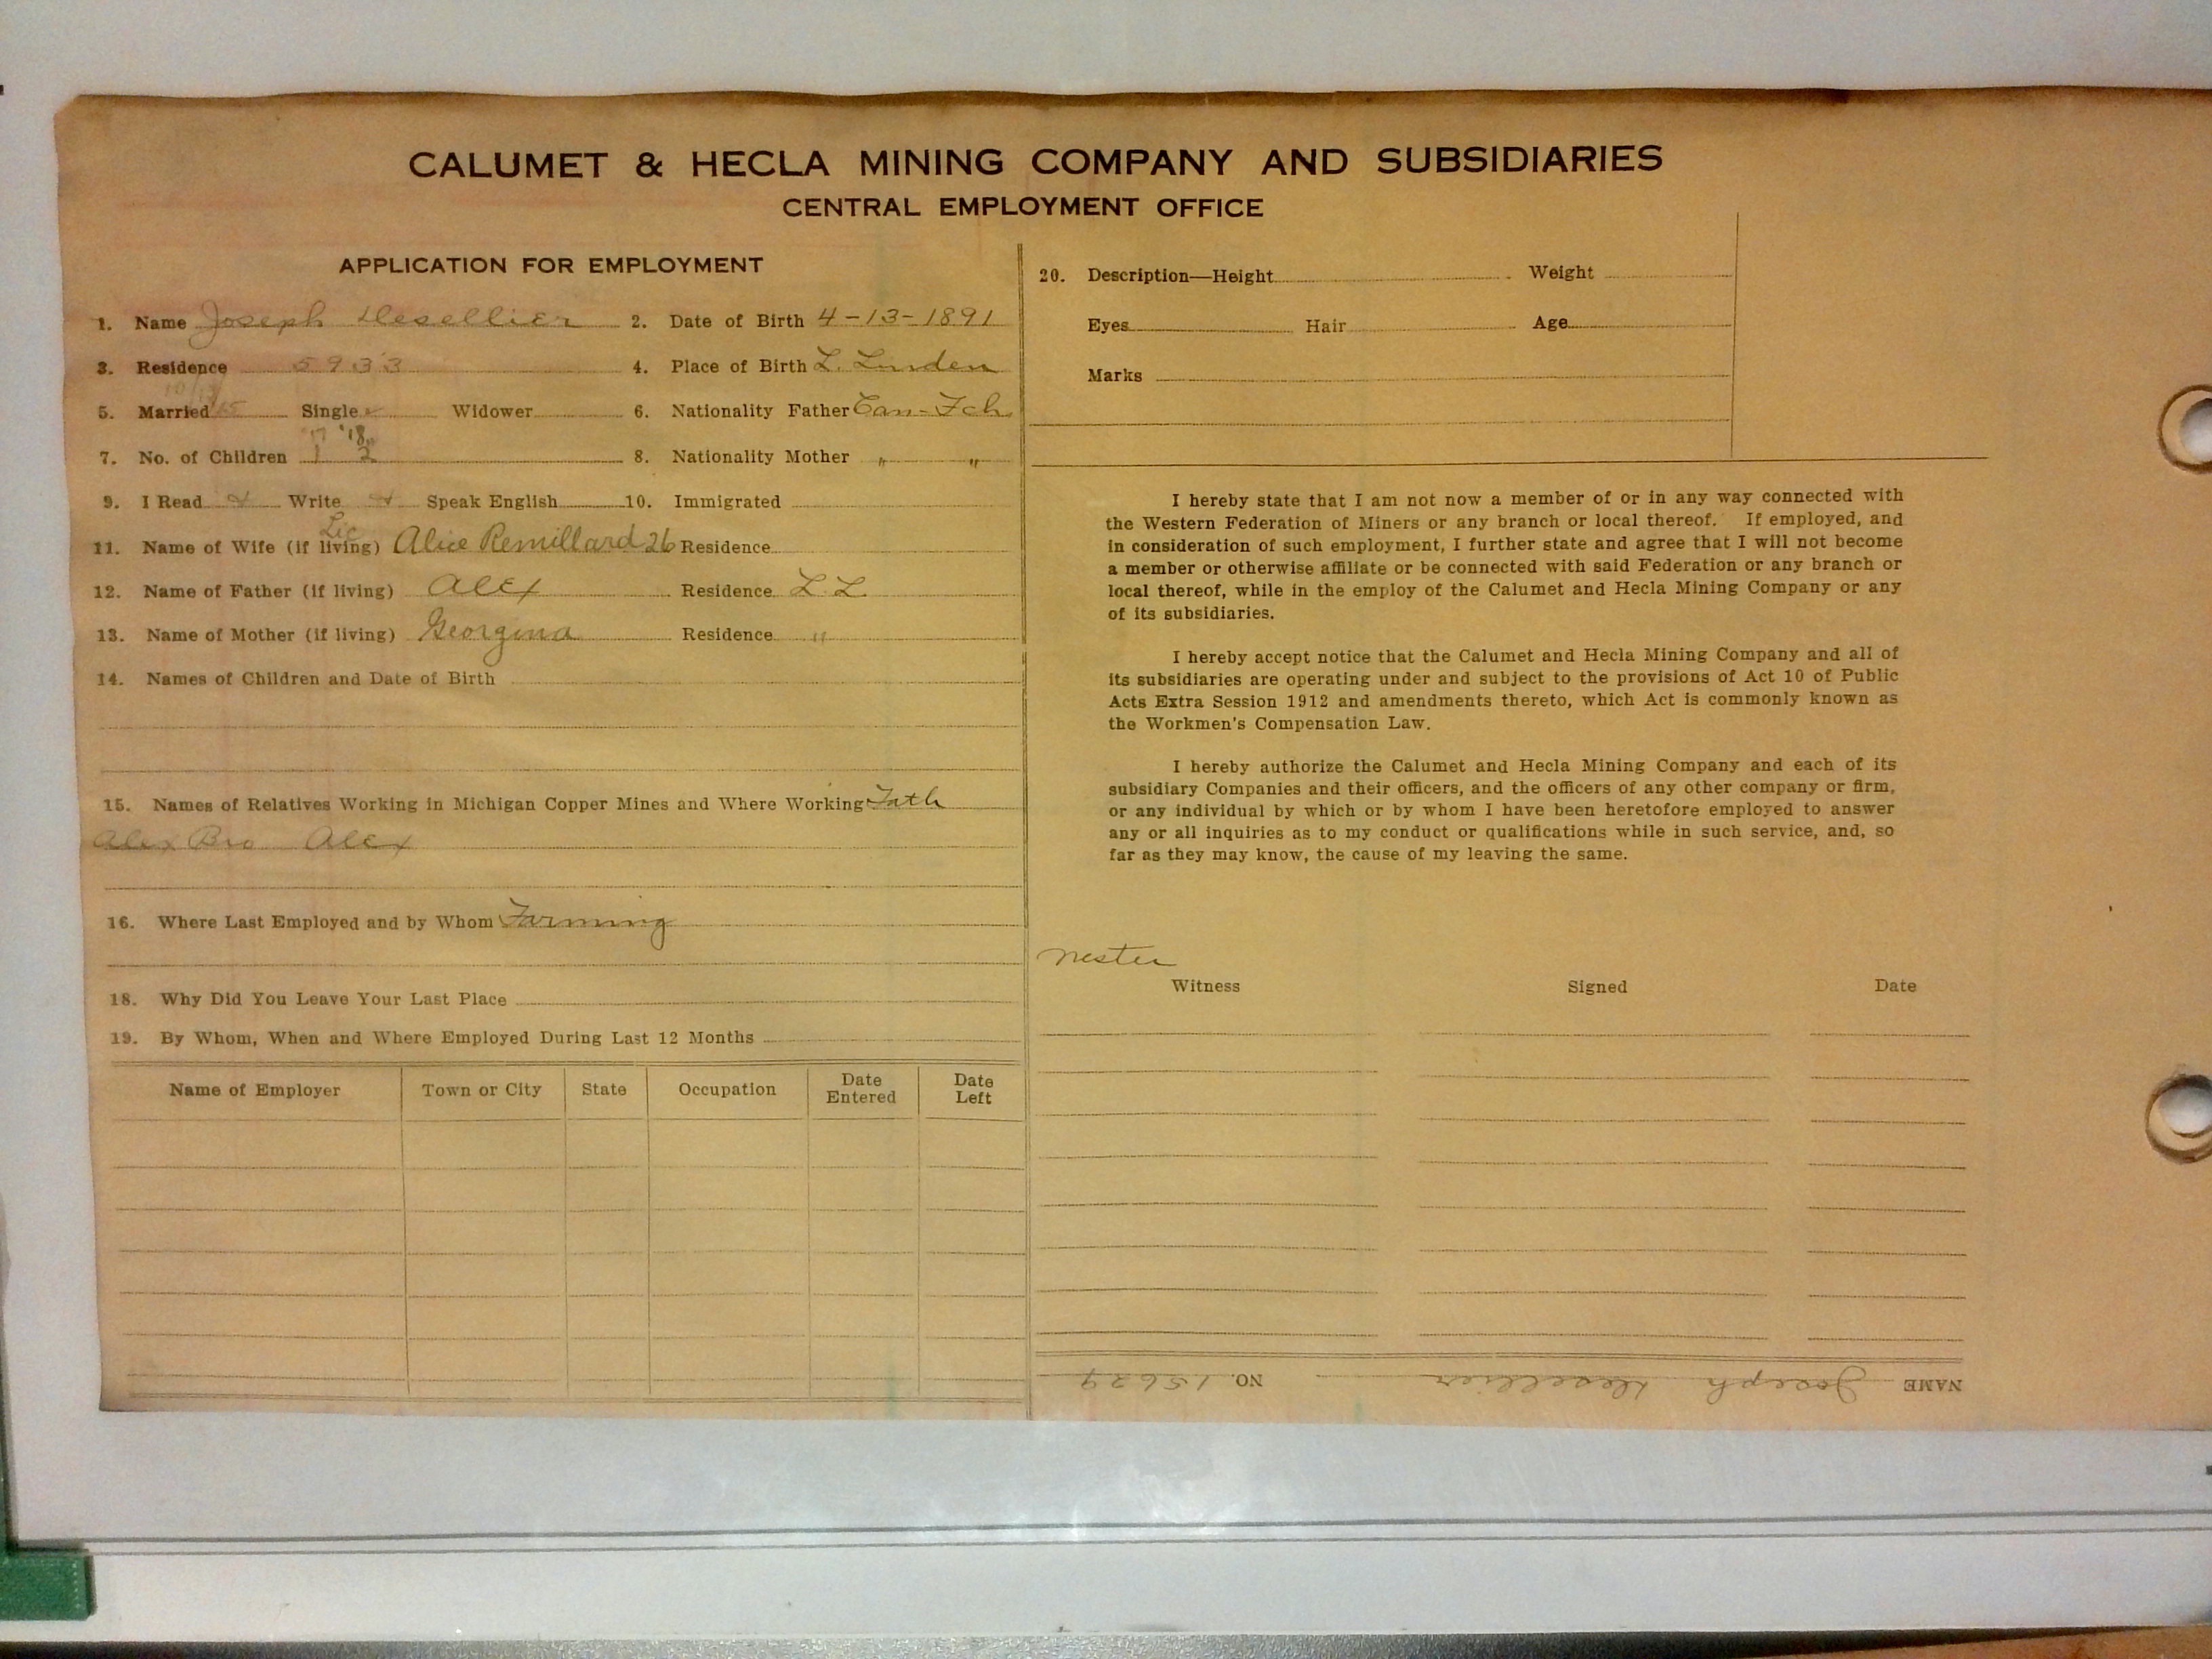 CALUMET & HECLA MINING COMPANY AND SUBSIDIARIES
CENTRAL EMPLOYMENT OFFICE
APPLICATION FOR EMPLOYMENT
1. Name Joseph Desellier 2. Date of Birth 4-13-1891
3. Residence 5933 4. Place of Birth L. Linden
5. Married 15 Single Widower 6. Nationality Father Can-Fch
'17 '18
7. No. of Children 1 2 8. Nationality Mother " "
9. I Read Write Speak English 10. Immigrated
Lic
11. Name of Wife (if living) Alice Remillard 26 Residence
12. Name of Father (if living) Alex Residence L. L.
13. Name of Mother (if living) Georgina Residence "
14. Names of Children and Date of Birth
15. Names of Relatives Working in Michigan Copper Mines and Where Working Fath
Alex Bro Alex
16. Where Last Employed and by Whom Farming
18. Why Did You Leave Your Last Place
19. By Whom, When and Where Employed During Last 12 Months
Name of Employer Town or City State Occupation Date Entered Date Left
20. Description—Height Weight
Eyes Hair Age
Marks
I hereby state that I am not now a member of or in any way connected with
the Western Federation of Miners or any branch or local thereof. If employed, and
in consideration of such employment, I further state and agree that I will not become
a member or otherwise affiliate or be connected with said Federation or any branch or
local thereof, while in the employ of the Calumet and Hecla Mining Company or any
of its subsidiaries.
I hereby accept notice that the Calumet and Hecla Mining Company and all of
its subsidiaries are operating under and subject to the provisions of Act 10 of Public
Acts Extra Session 1912 and amendments thereto, which Act is commonly known as
the Workmen's Compensation Law.
I hereby authorize the Calumet and Hecla Mining Company and each of its
subsidiary Companies and their officers, and the officers of any other company or firm,
or any individual by which or by whom I have been heretofore employed to answer
any or all inquiries as to my conduct or qualifications while in such service, and, so
far as they may know, the cause of my leaving the same.
Nester
Witness Signed Date
NAME Joseph Desellier NO. 15629